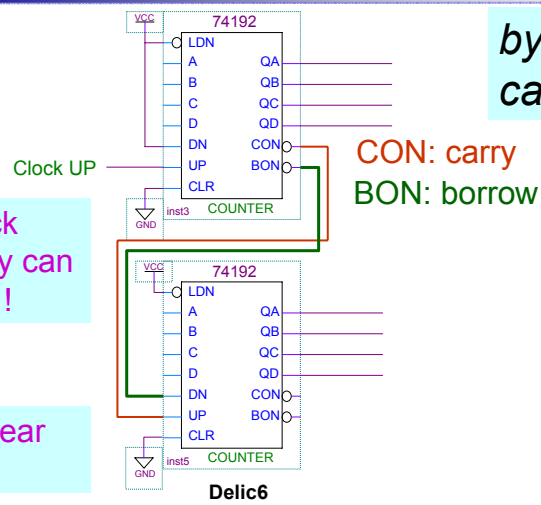 VCC
74192
LDN
A QA
B QB
C QC
D QD
DN CON
UP BON
CLR
Clock UP
GND
inst3 COUNTER
by
ca
CON: carry
BON: borrow
ck
y can
!
ear
VCC
74192
LDN
A QA
B QB
C QC
D QD
DN CON
UP BON
CLR
GND
inst5 COUNTER
Delic6